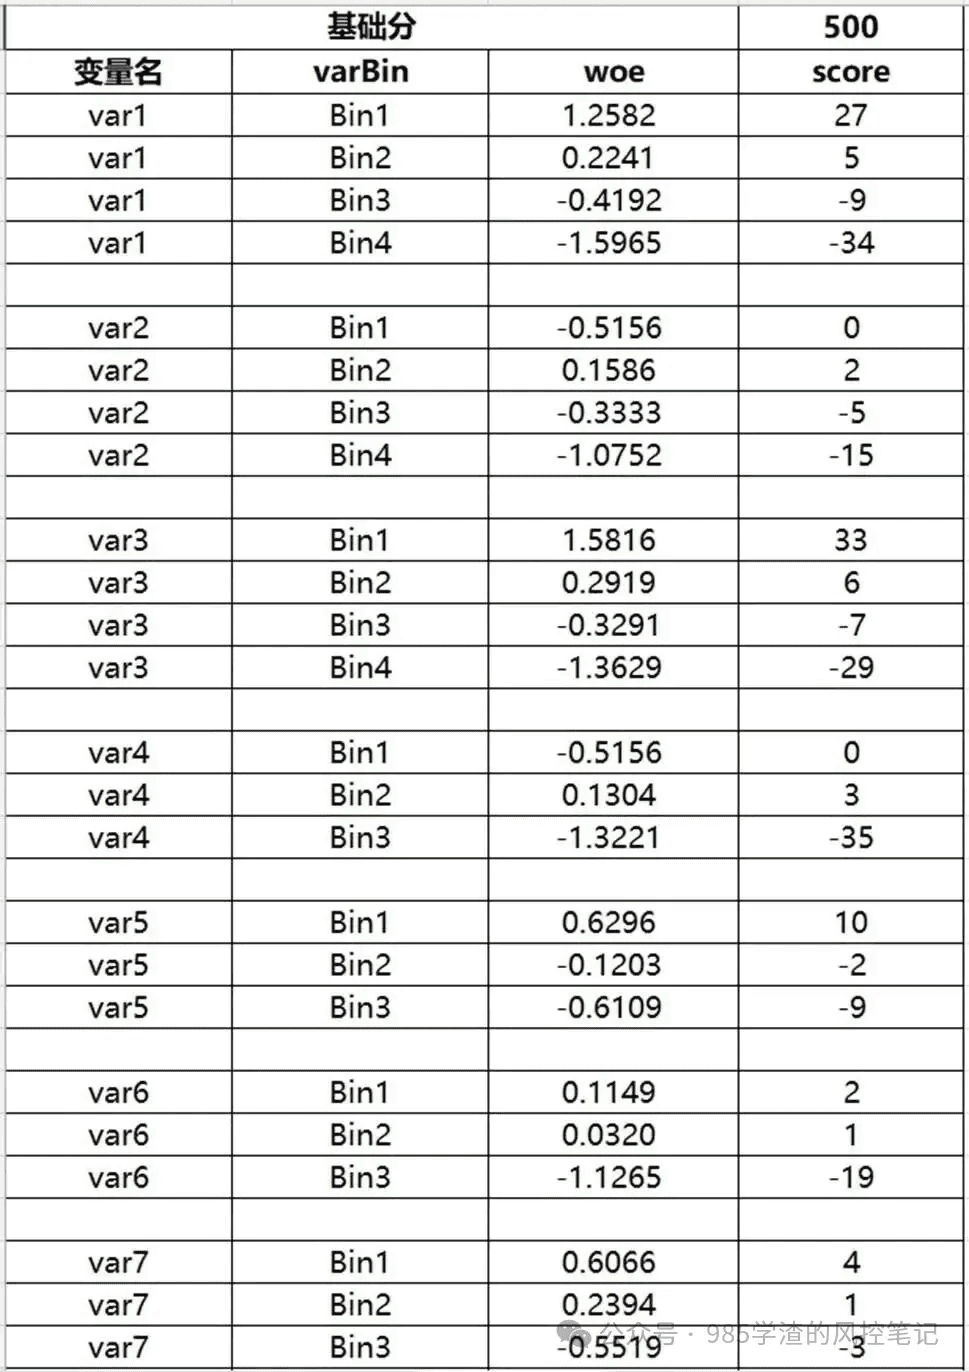 基础分 500
变量名 varBin woe score
var1 Bin1 1.2582 27
var1 Bin2 0.2241 5
var1 Bin3 -0.4192 -9
var1 Bin4 -1.5965 -34
var2 Bin1 -0.5156 0
var2 Bin2 0.1586 2
var2 Bin3 -0.3333 -5
var2 Bin4 -1.0752 -15
var3 Bin1 1.5816 33
var3 Bin2 0.2919 6
var3 Bin3 -0.3291 -7
var3 Bin4 -1.3629 -29
var4 Bin1 -0.5156 0
var4 Bin2 0.1304 3
var4 Bin3 -1.3221 -35
var5 Bin1 0.6296 10
var5 Bin2 -0.1203 -2
var5 Bin3 -0.6109 -9
var6 Bin1 0.1149 2
var6 Bin2 0.0320 1
var6 Bin3 -1.1265 -19
var7 Bin1 0.6066 4
var7 Bin2 0.2394 1
var7 Bin3 -0.5519 -3
公众号 · 985学渣的风控笔记